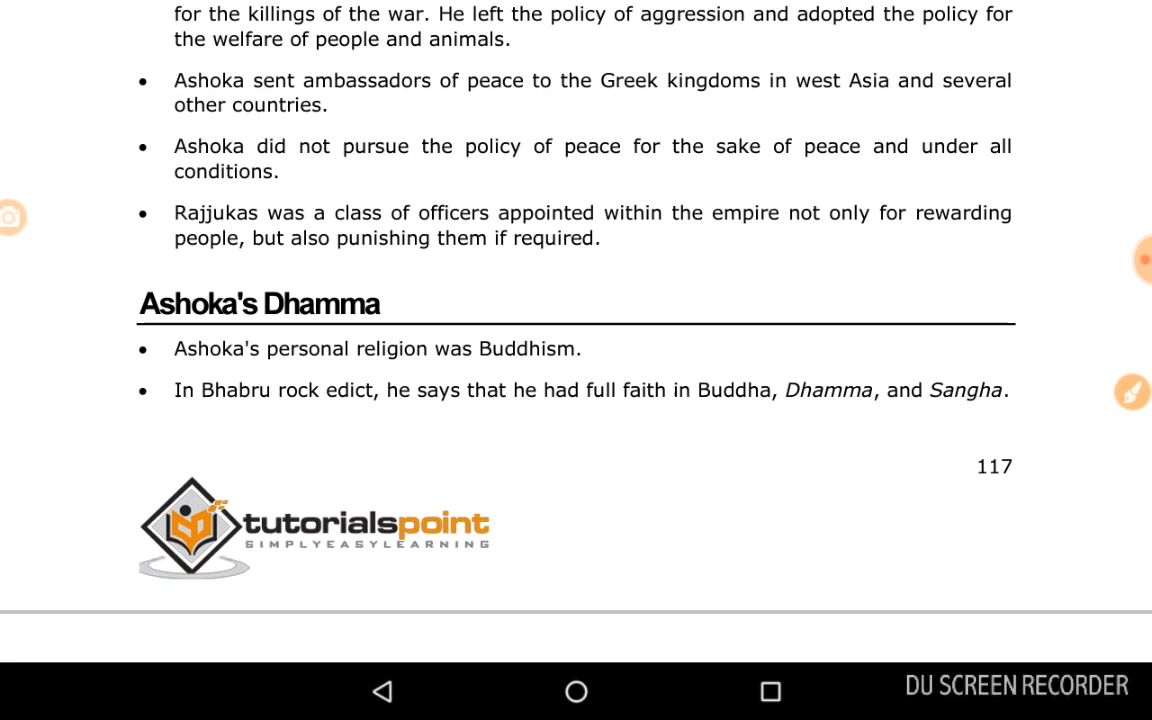 for the killings of the war. He left the policy of aggression and adopted the policy for
the welfare of people and animals.
• Ashoka sent ambassadors of peace to the Greek kingdoms in west Asia and several
other countries.
• Ashoka did not pursue the policy of peace for the sake of peace and under all
conditions.
• Rajjukas was a class of officers appointed within the empire not only for rewarding
people, but also punishing them if required.
Ashoka's Dhamma
• Ashoka's personal religion was Buddhism.
• In Bhabru rock edict, he says that he had full faith in Buddha, Dhamma, and Sangha.
117
tutorialspoint
SIMPLYEASYLEARNING
DU SCREEN RECORDER